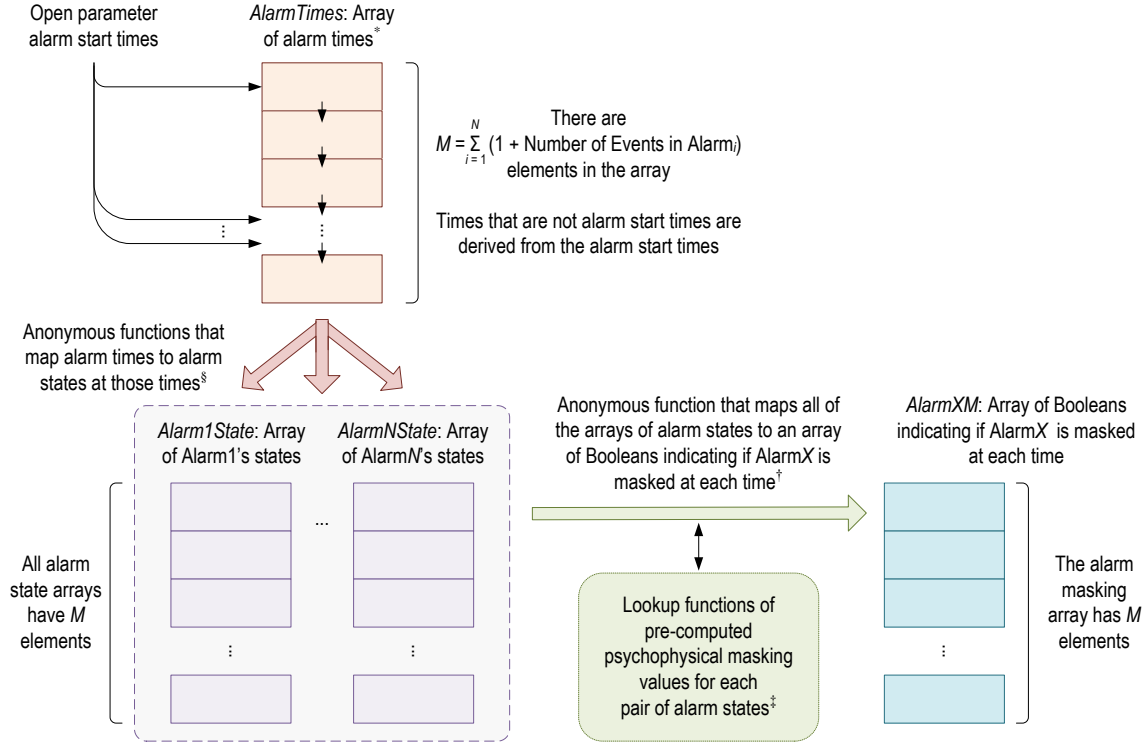 Open parameter
alarm start times
AlarmTimes: Array
of alarm times*
There are
M = Σ (1 + Number of Events in Alarmi)
N
i = 1
elements in the array
Times that are not alarm start times are
derived from the alarm start times
⋮
⋮
Anonymous functions that
map alarm times to alarm
states at those times§
Alarm1State: Array
of Alarm1's states
AlarmNState: Array
of AlarmN's states
...
All alarm
state arrays
have M
elements
⋮
⋮
Anonymous function that maps all of
the arrays of alarm states to an array
of Booleans indicating if AlarmX is
masked at each time†
Lookup functions of
pre-computed
psychophysical masking
values for each
pair of alarm states‡
AlarmXM: Array of Booleans
indicating if AlarmX is masked
at each time
⋮
The alarm
masking
array has M
elements